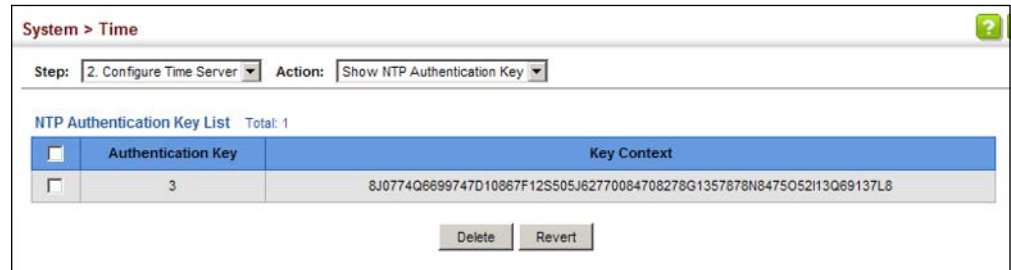 System > Time
?
Step: 2. Configure Time Server Action: Show NTP Authentication Key
NTP Authentication Key List Total: 1
Authentication Key Key Context
3 8J0774Q6699747D10867F12S505J62770084708278G1357878N8475O52I13Q69137L8
Delete Revert